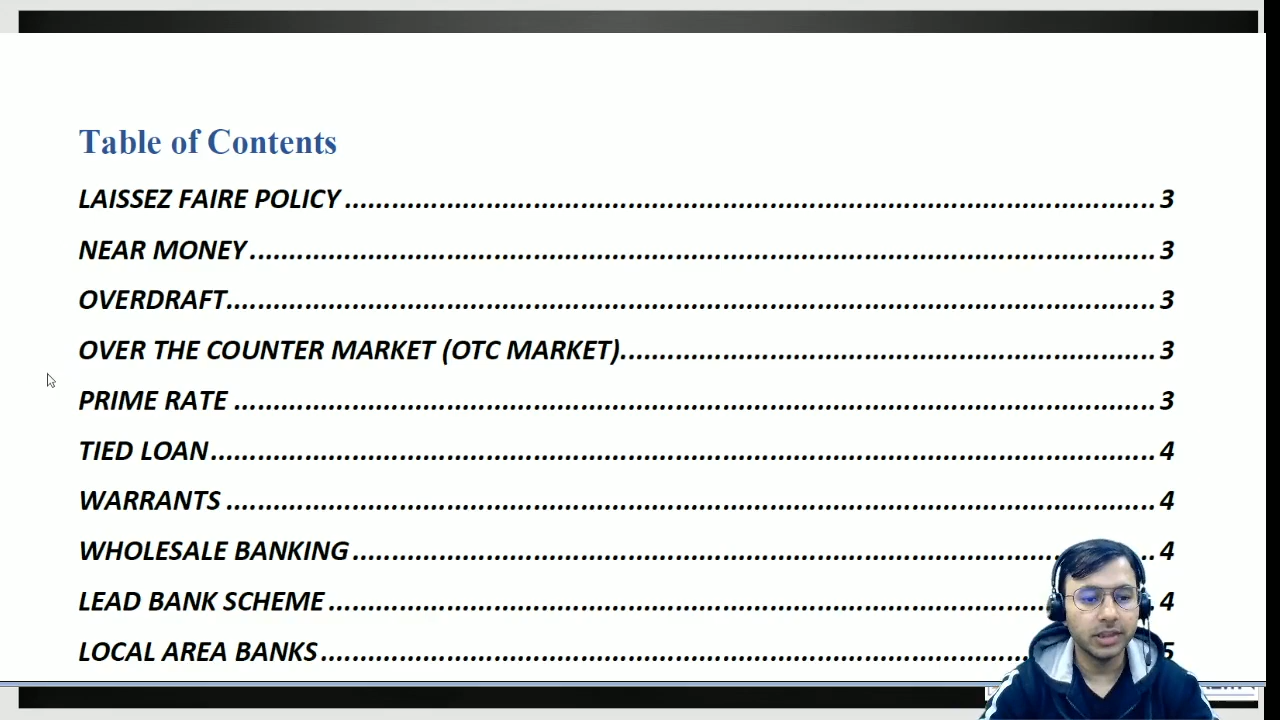 Table of Contents
LAISSEZ FAIRE POLICY 3
NEAR MONEY 3
OVERDRAFT 3
OVER THE COUNTER MARKET (OTC MARKET) 3
PRIME RATE 3
TIED LOAN 4
WARRANTS 4
WHOLESALE BANKING 4
LEAD BANK SCHEME 4
LOCAL AREA BANKS 5